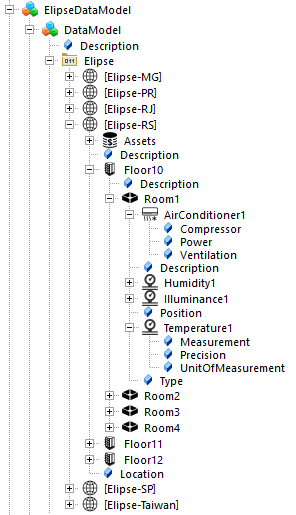 ElipseDataModel
DataModel
Description
Elipse
[Elipse-MG]
[Elipse-PR]
[Elipse-RJ]
[Elipse-RS]
Assets
Description
Floor10
Description
Room1
AirConditioner1
Compressor
Power
Ventilation
Description
Humidity1
Illuminance1
Position
Temperature1
Measurement
Precision
UnitOfMeasurement
Type
Room2
Room3
Room4
Floor11
Floor12
Location
[Elipse-SP]
[Elipse-Taiwan]